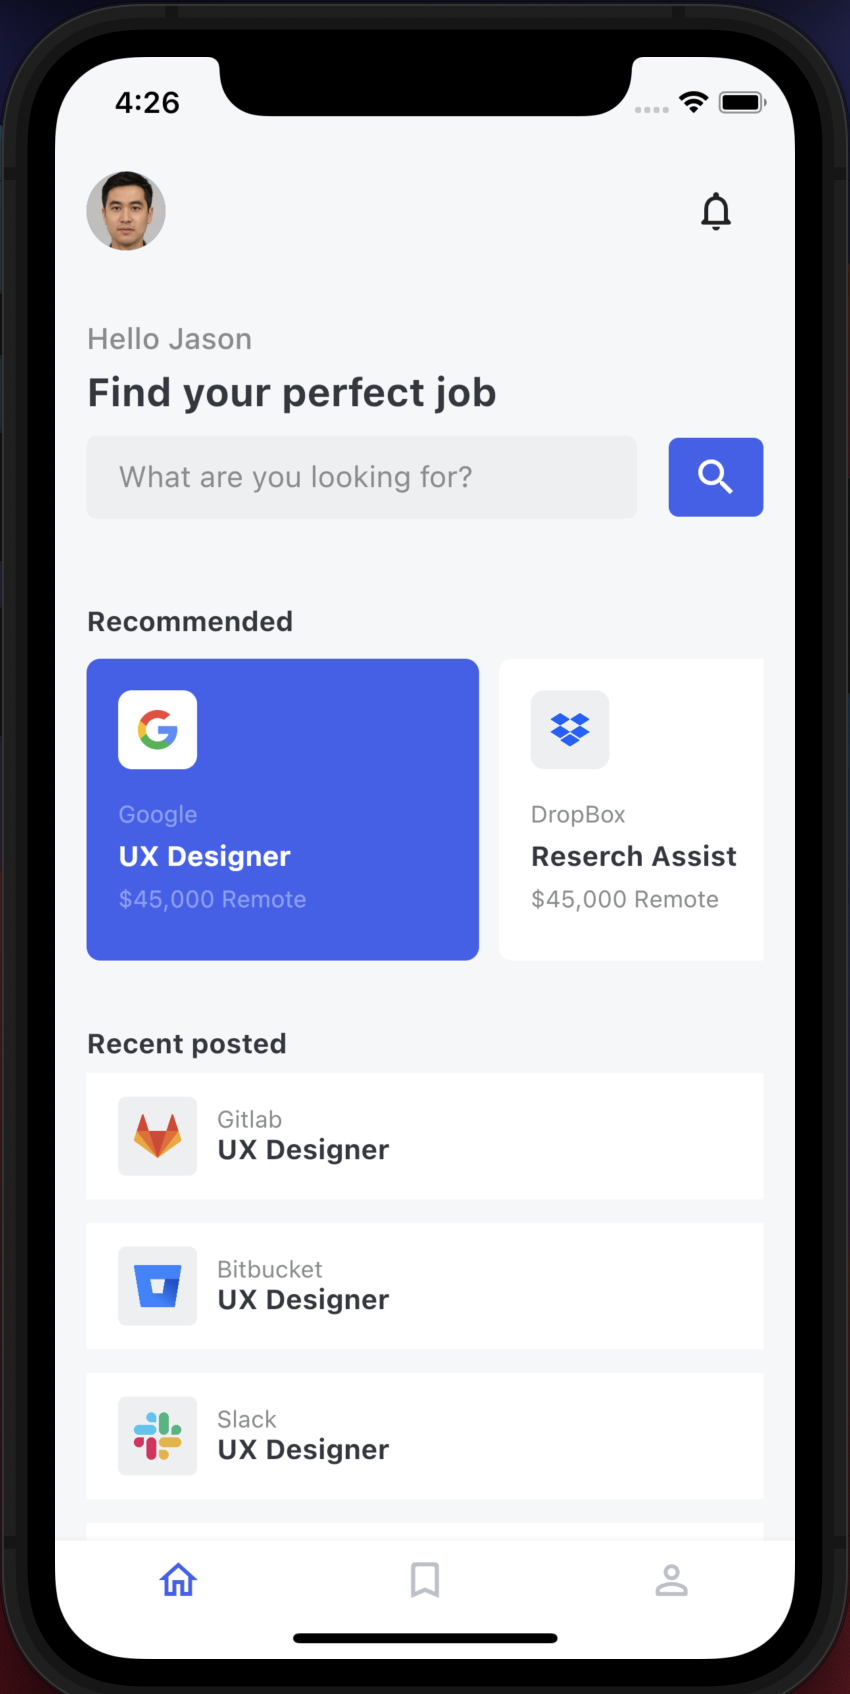 4:26
Hello Jason
Find your perfect job
What are you looking for?
Recommended
Google
UX Designer
$45,000 Remote
DropBox
Reserch Assist
$45,000 Remote
Recent posted
Gitlab
UX Designer
Bitbucket
UX Designer
Slack
UX Designer